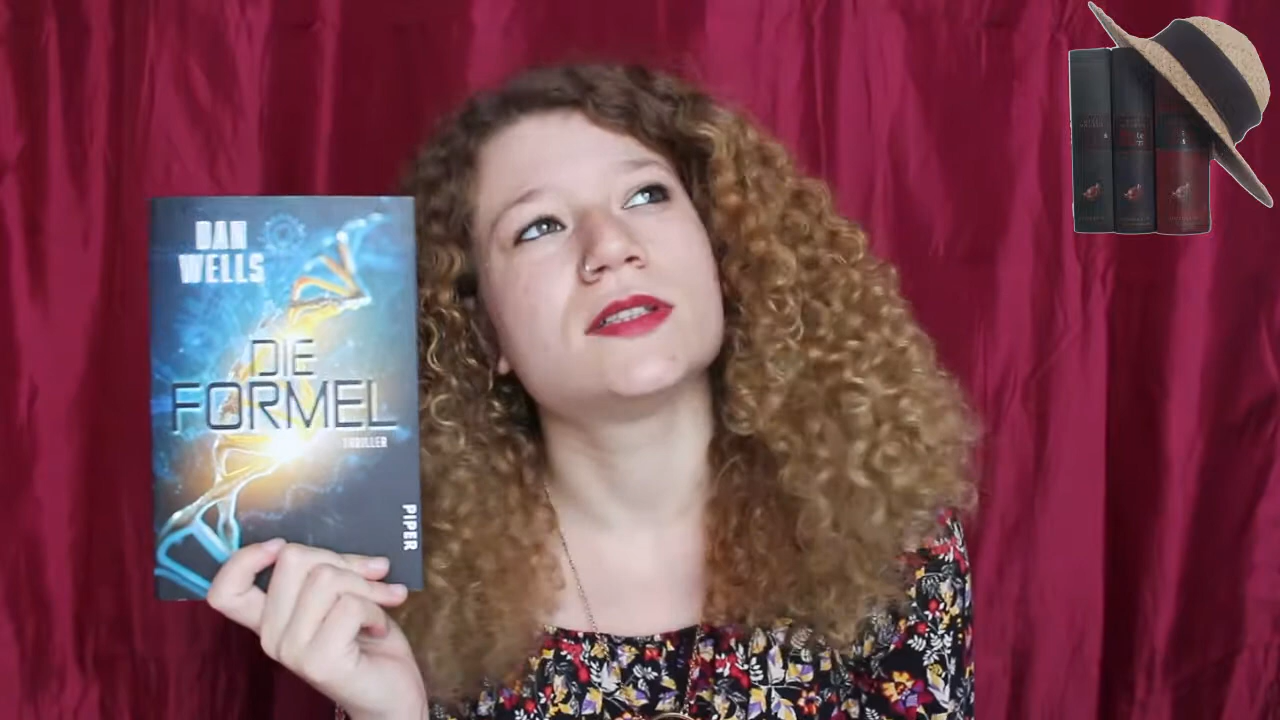 DAN
WELLS
DIE
FORMEL
THRILLER
PIPER